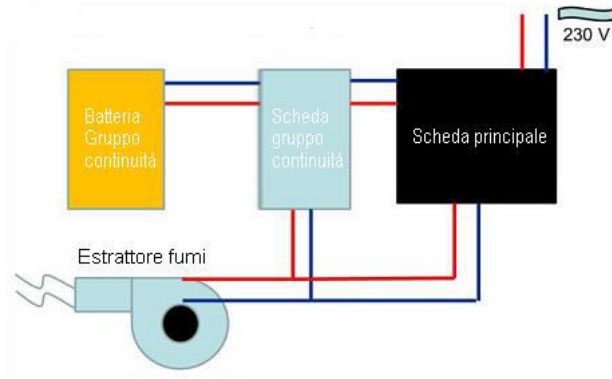 230 V
Batteria
Gruppo
continuità
Scheda
gruppo
continuità
Scheda principale
Estrattore fumi